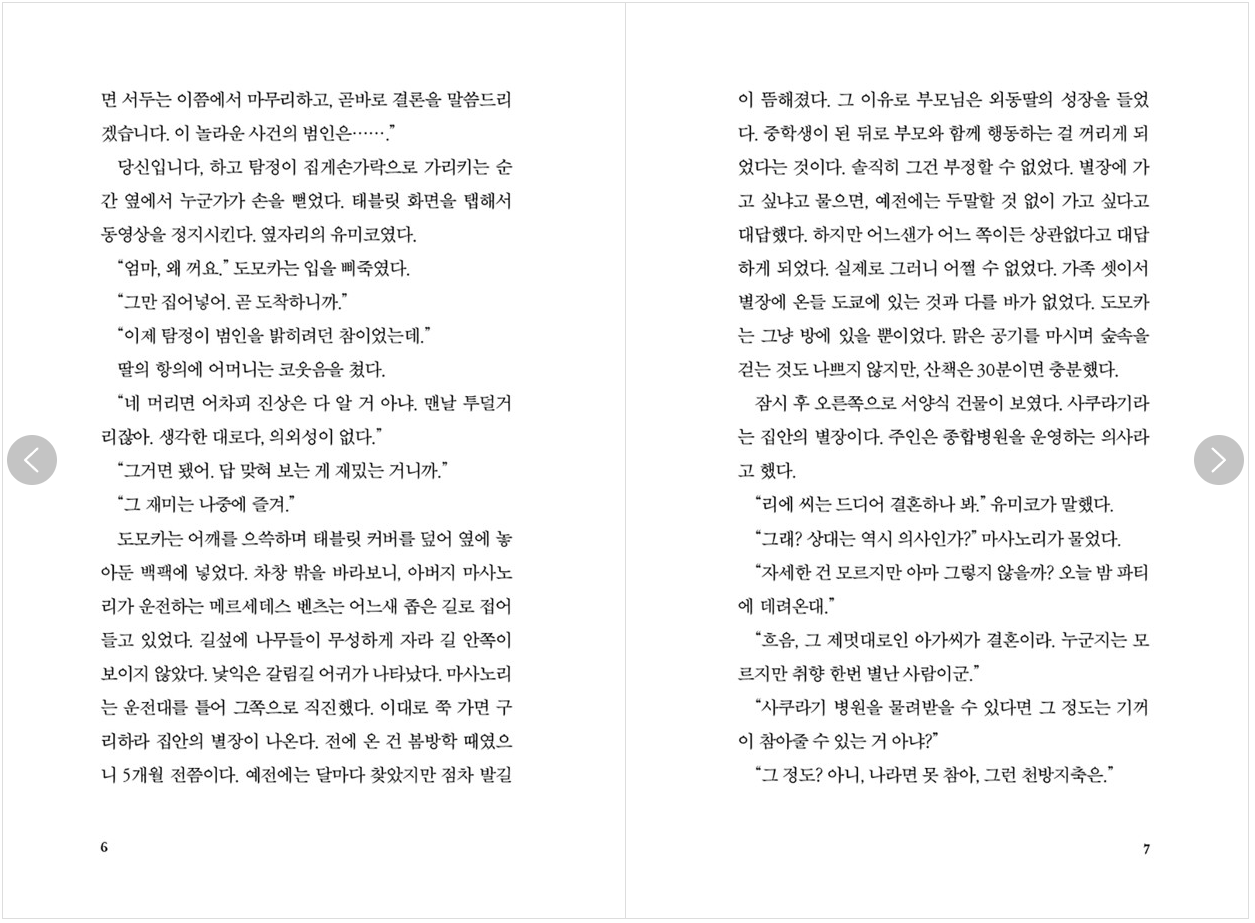 면 서두는 이쯤에서 마무리하고, 곧바로 결론을 말씀드리
겠습니다. 이 놀라운 사건의 범인은⋯⋯.”
당신입니다, 하고 탐정이 집게손가락으로 가리키는 순
간 옆에서 누군가가 손을 뻗었다. 태블릿 화면을 탭해서
동영상을 정지시킨다. 옆자리의 유미코였다.
“엄마, 왜 꺼요.” 도모카는 입을 삐죽였다.
“그만 집어넣어. 곧 도착하니까.”
“이제 탐정이 범인을 밝히려던 참이었는데.”
딸의 항의에 어머니는 코웃음을 쳤다.
“네 머리면 어차피 진상은 다 알 거 아냐. 맨날 투덜거
리잖아. 생각한 대로다, 의외성이 없다.”
“그거면 됐어. 답 맞혀 보는 게 재밌는 거니까.”
“그 재미는 나중에 즐겨.”
도모카는 어깨를 으쓱하며 태블릿 커버를 덮어 옆에 놓
아둔 백팩에 넣었다. 차창 밖을 바라보니, 아버지 마사노
리가 운전하는 메르세데스 벤츠는 어느새 좁은 길로 접어
들고 있었다. 길섶에 나무들이 무성하게 자라 길 안쪽이
보이지 않았다. 낯익은 갈림길 어귀가 나타났다. 마사노리
는 운전대를 틀어 그쪽으로 직진했다. 이대로 쭉 가면 구
리하라 집안의 별장이 나온다. 전에 온 건 봄방학 때였으
니 5개월 전쯤이다. 예전에는 달마다 찾았지만 점차 발길
6
이 뜸해졌다. 그 이유로 부모님은 외동딸의 성장을 들었
다. 중학생이 된 뒤로 부모와 함께 행동하는 걸 꺼리게 되
었다는 것이다. 솔직히 그건 부정할 수 없었다. 별장에 가
고 싶냐고 물으면, 예전에는 두말할 것 없이 가고 싶다고
대답했다. 하지만 어느샌가 어느 쪽이든 상관없다고 대답
하게 되었다. 실제로 그러니 어쩔 수 없었다. 가족 셋이서
별장에 온들 도쿄에 있는 것과 다를 바가 없었다. 도모카
는 그냥 방에 있을 뿐이었다. 맑은 공기를 마시며 숲속을
걷는 것도 나쁘지 않지만, 산책은 30분이면 충분했다.
잠시 후 오른쪽으로 서양식 건물이 보였다. 사쿠라기라
는 집안의 별장이다. 주인은 종합병원을 운영하는 의사라
고 했다.
“리에 씨는 드디어 결혼하나 봐.” 유미코가 말했다.
“그래? 상대는 역시 의사인가?” 마사노리가 물었다.
“자세한 건 모르지만 아마 그렇지 않을까? 오늘 밤 파티
에 데려온대.”
“흐음, 그 제멋대로인 아가씨가 결혼이라. 누군지는 모
르지만 취향 한번 별난 사람이군.”
“사쿠라기 병원을 물려받을 수 있다면 그 정도는 기꺼
이 참아줄 수 있는 거 아냐?”
“그 정도? 아니, 나라면 못 참아, 그런 천방지축은.”
7